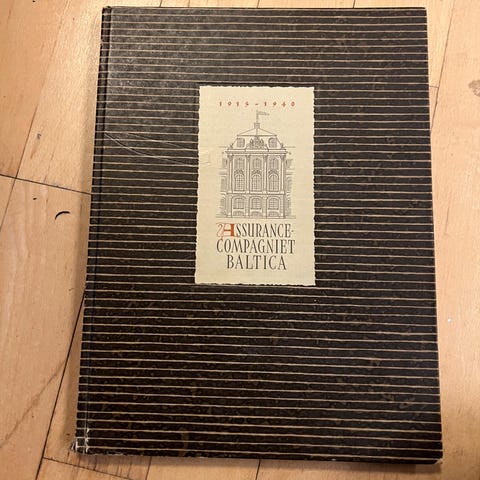 1915-1940
ASSURANCE-
COMPAGNIET
BALTICA